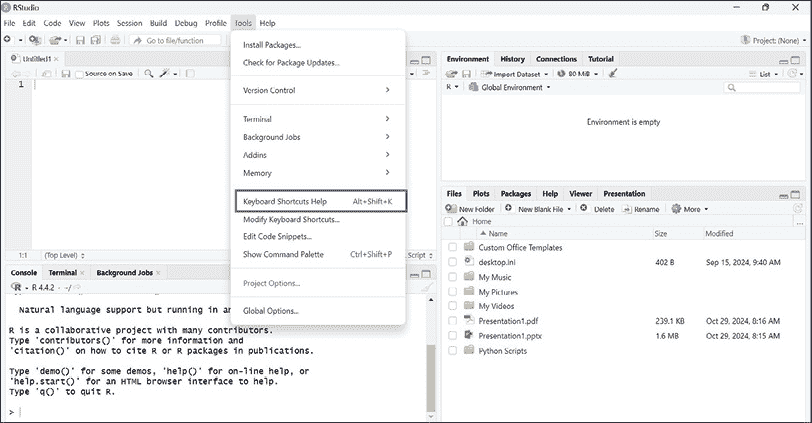 RStudio
File Edit Code View Plots Session Build Debug Profile Tools Help
Go to file/function
Project: (None)
Untitled1
Source on Save
1
1:1 (Top Level) Script
Install Packages...
Check for Package Updates...
Version Control
Terminal
Background Jobs
Addins
Memory
Keyboard Shortcuts Help Alt+Shift+K
Modify Keyboard Shortcuts...
Edit Code Snippets...
Show Command Palette Ctrl+Shift+P
Project Options...
Global Options...
Console Terminal Background Jobs
R - R 4.4.2 · ~/
Natural language support but running in an
R is a collaborative project with many contributors.
Type 'contributors()' for more information and
'citation()' on how to cite R or R packages in publications.
Type 'demo()' for some demos, 'help()' for on-line help, or
'help.start()' for an HTML browser interface to help.
Type 'q()' to quit R.
>
Environment History Connections Tutorial
Import Dataset 80 MiB List
R Global Environment
Environment is empty
Files Plots Packages Help Viewer Presentation
New Folder New Blank File Delete Rename More
Home ...
Name Size Modified
Custom Office Templates
desktop.ini 402 B Sep 15, 2024, 9:40 AM
My Music
My Pictures
My Videos
Presentation1.pdf 239.1 KB Oct 29, 2024, 8:16 AM
Presentation1.pptx 1.6 MB Oct 29, 2024, 8:15 AM
Python Scripts